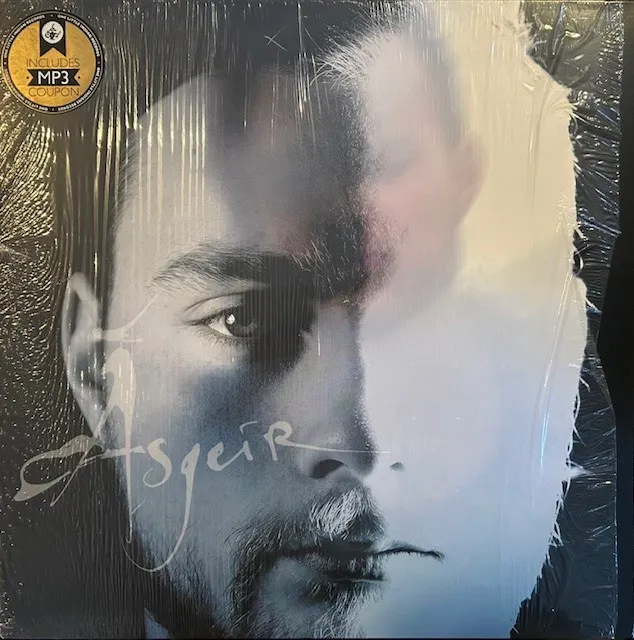 INCLUDES
MP3
COUPON
Ásgeir